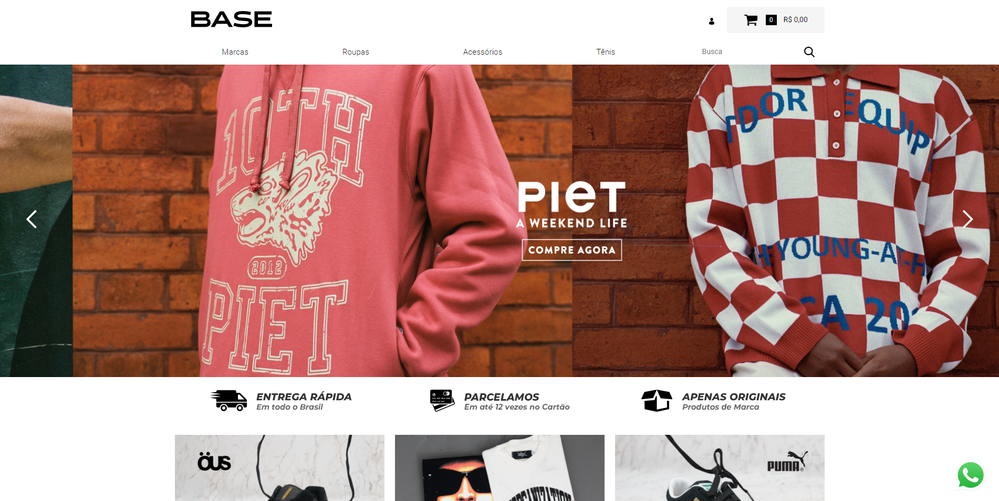 BASE
0 R$ 0,00
Marcas Roupas Acessórios Tênis Busca
10TH
2012
PIET
PIET
A WEEKEND LIFE
COMPRE AGORA
TDOR EQUIP
YOUNG-AT-H
CA 20
ENTREGA RÁPIDA
Em todo o Brasil
PARCELAMOS
Em até 12 vezes no Cartão
APENAS ORIGINAIS
Produtos de Marca
ÖUS
PUMA®